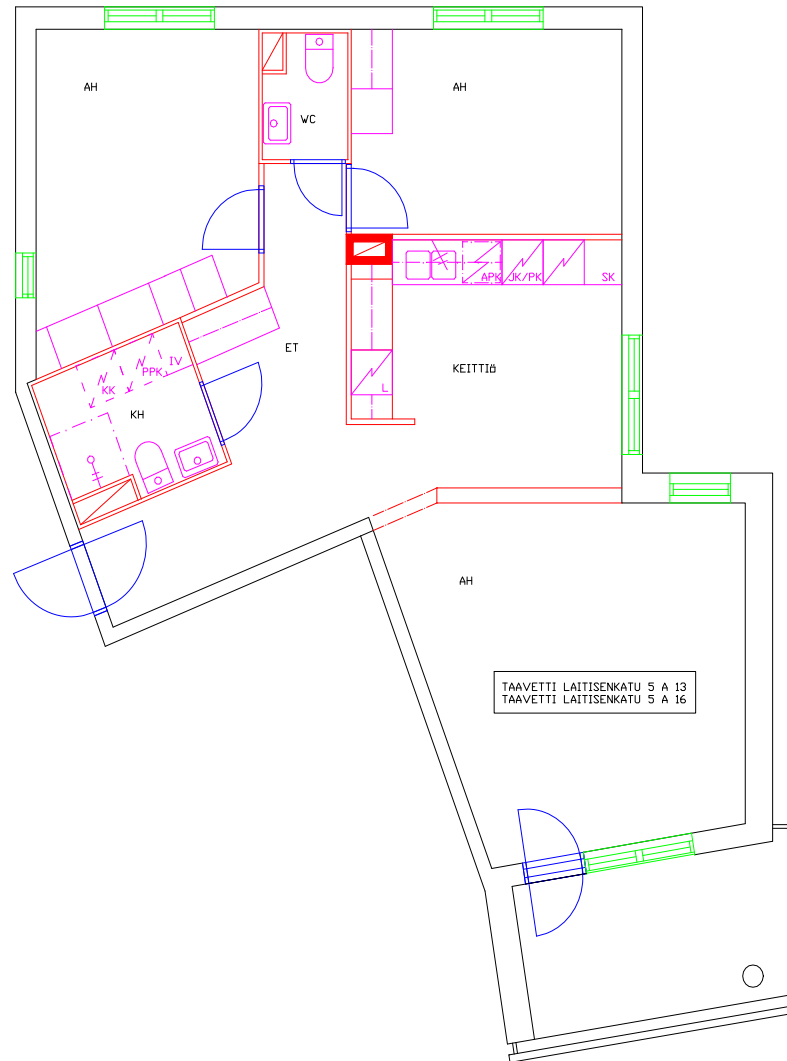 AH
AH
WC
APK
JK/PK
SK
ET
KEITTIÖ
L
IV
PPK
KK
KH
AH
TAAVETTI LAITISENKATU 5 A 13
TAAVETTI LAITISENKATU 5 A 16